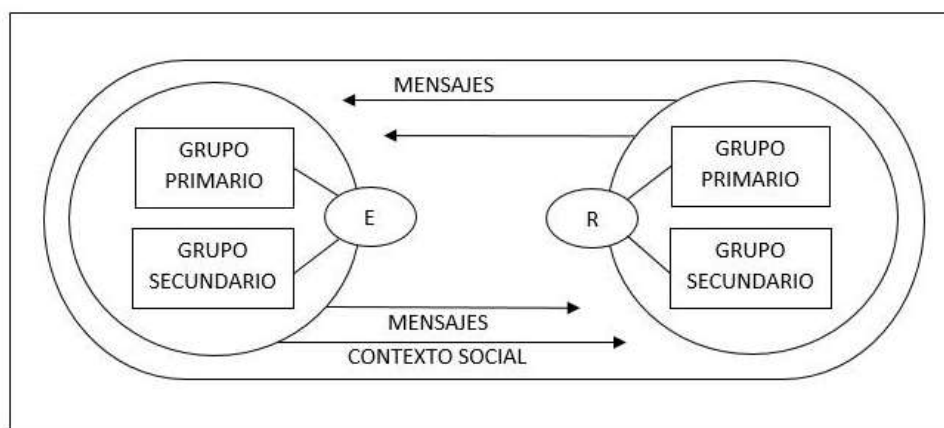 MENSAJES
GRUPO
PRIMARIO
GRUPO
SECUNDARIO
E
R
GRUPO
PRIMARIO
GRUPO
SECUNDARIO
MENSAJES
CONTEXTO SOCIAL